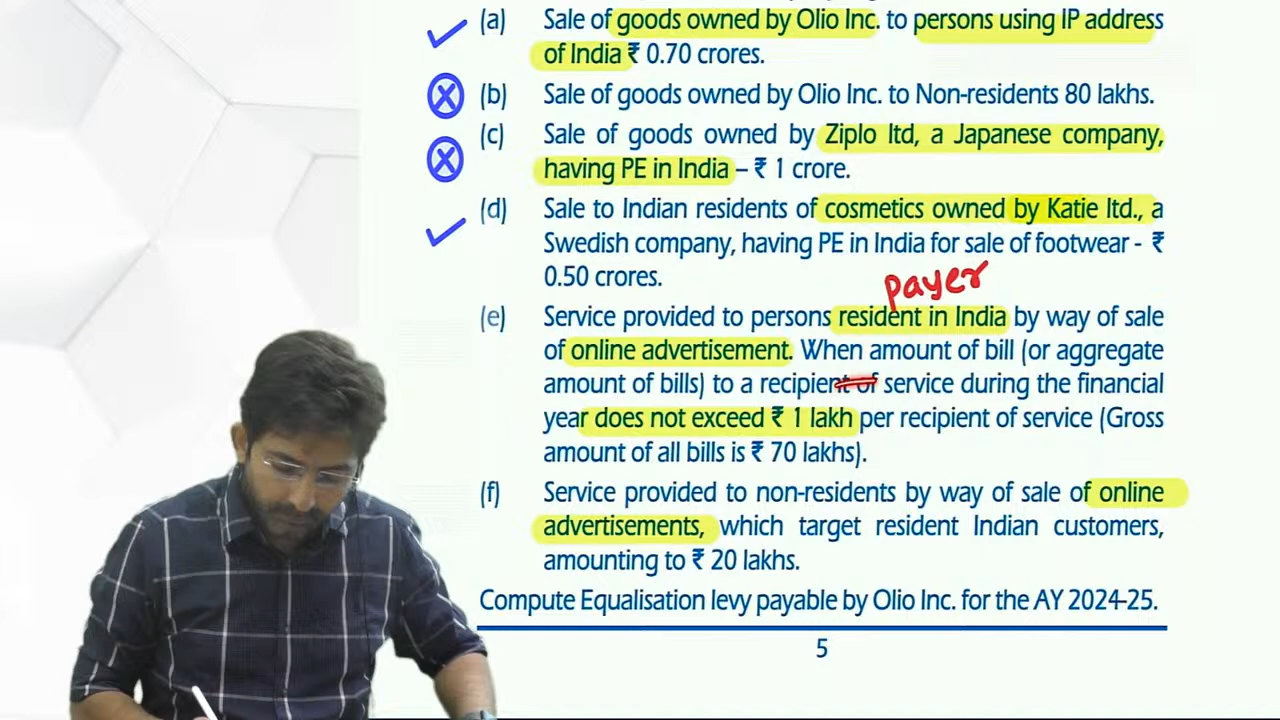 (a) Sale of goods owned by Olio Inc. to persons using IP address
of India ₹ 0.70 crores.
(b) Sale of goods owned by Olio Inc. to Non-residents 80 lakhs.
(c) Sale of goods owned by Ziplo ltd, a Japanese company,
having PE in India – ₹ 1 crore.
(d) Sale to Indian residents of cosmetics owned by Katie ltd., a
Swedish company, having PE in India for sale of footwear - ₹
0.50 crores.
payer
(e) Service provided to persons resident in India by way of sale
of online advertisement. When amount of bill (or aggregate
amount of bills) to a recipient of service during the financial
year does not exceed ₹ 1 lakh per recipient of service (Gross
amount of all bills is ₹ 70 lakhs).
(f) Service provided to non-residents by way of sale of online
advertisements, which target resident Indian customers,
amounting to ₹ 20 lakhs.
Compute Equalisation levy payable by Olio Inc. for the AY 2024-25.
5